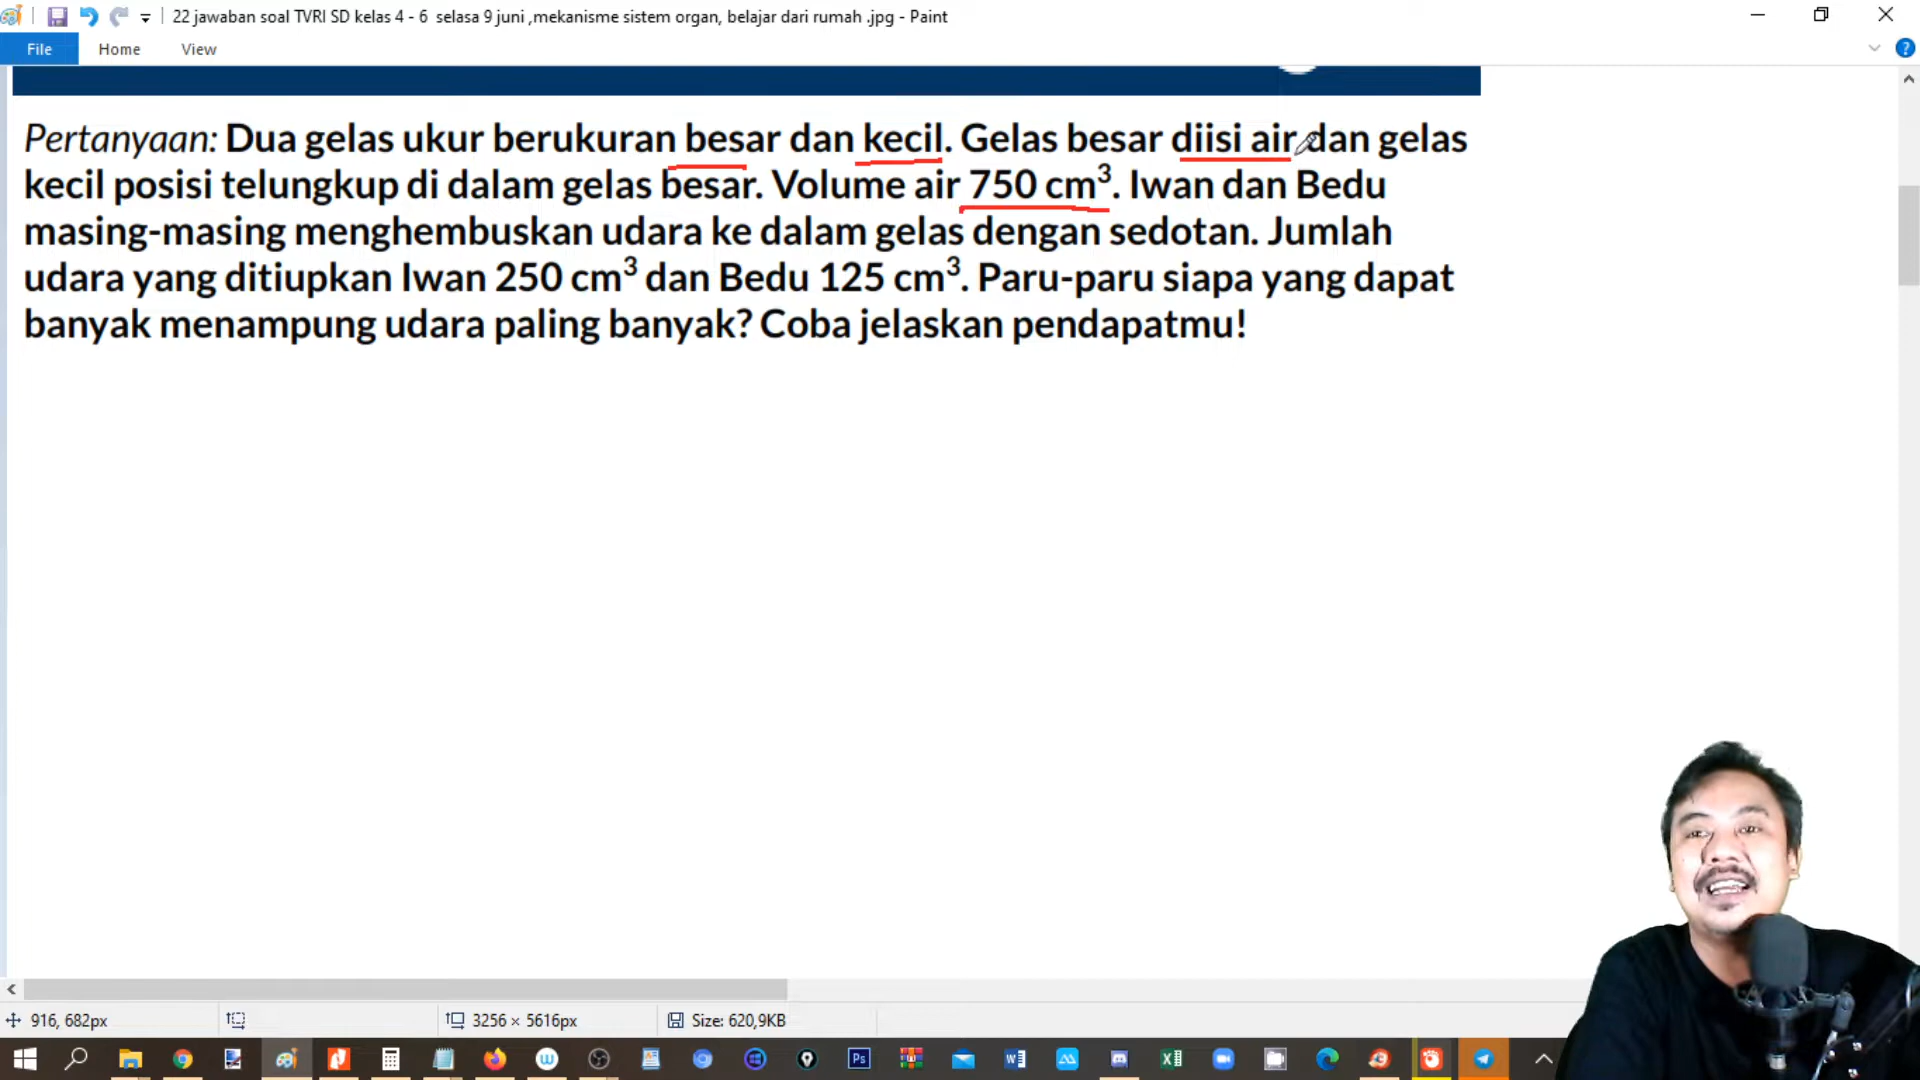 22 jawaban soal TVRI SD kelas 4 - 6  selasa 9 juni ,mekanisme sistem organ, belajar dari rumah .jpg - Paint
File Home View
Pertanyaan: Dua gelas ukur berukuran besar dan kecil. Gelas besar diisi air dan gelas
kecil posisi telungkup di dalam gelas besar. Volume air 750 cm³. Iwan dan Bedu
masing-masing menghembuskan udara ke dalam gelas dengan sedotan. Jumlah
udara yang ditiupkan Iwan 250 cm³ dan Bedu 125 cm³. Paru-paru siapa yang dapat
banyak menampung udara paling banyak? Coba jelaskan pendapatmu!
916, 682px 3256 × 5616px Size: 620,9KB